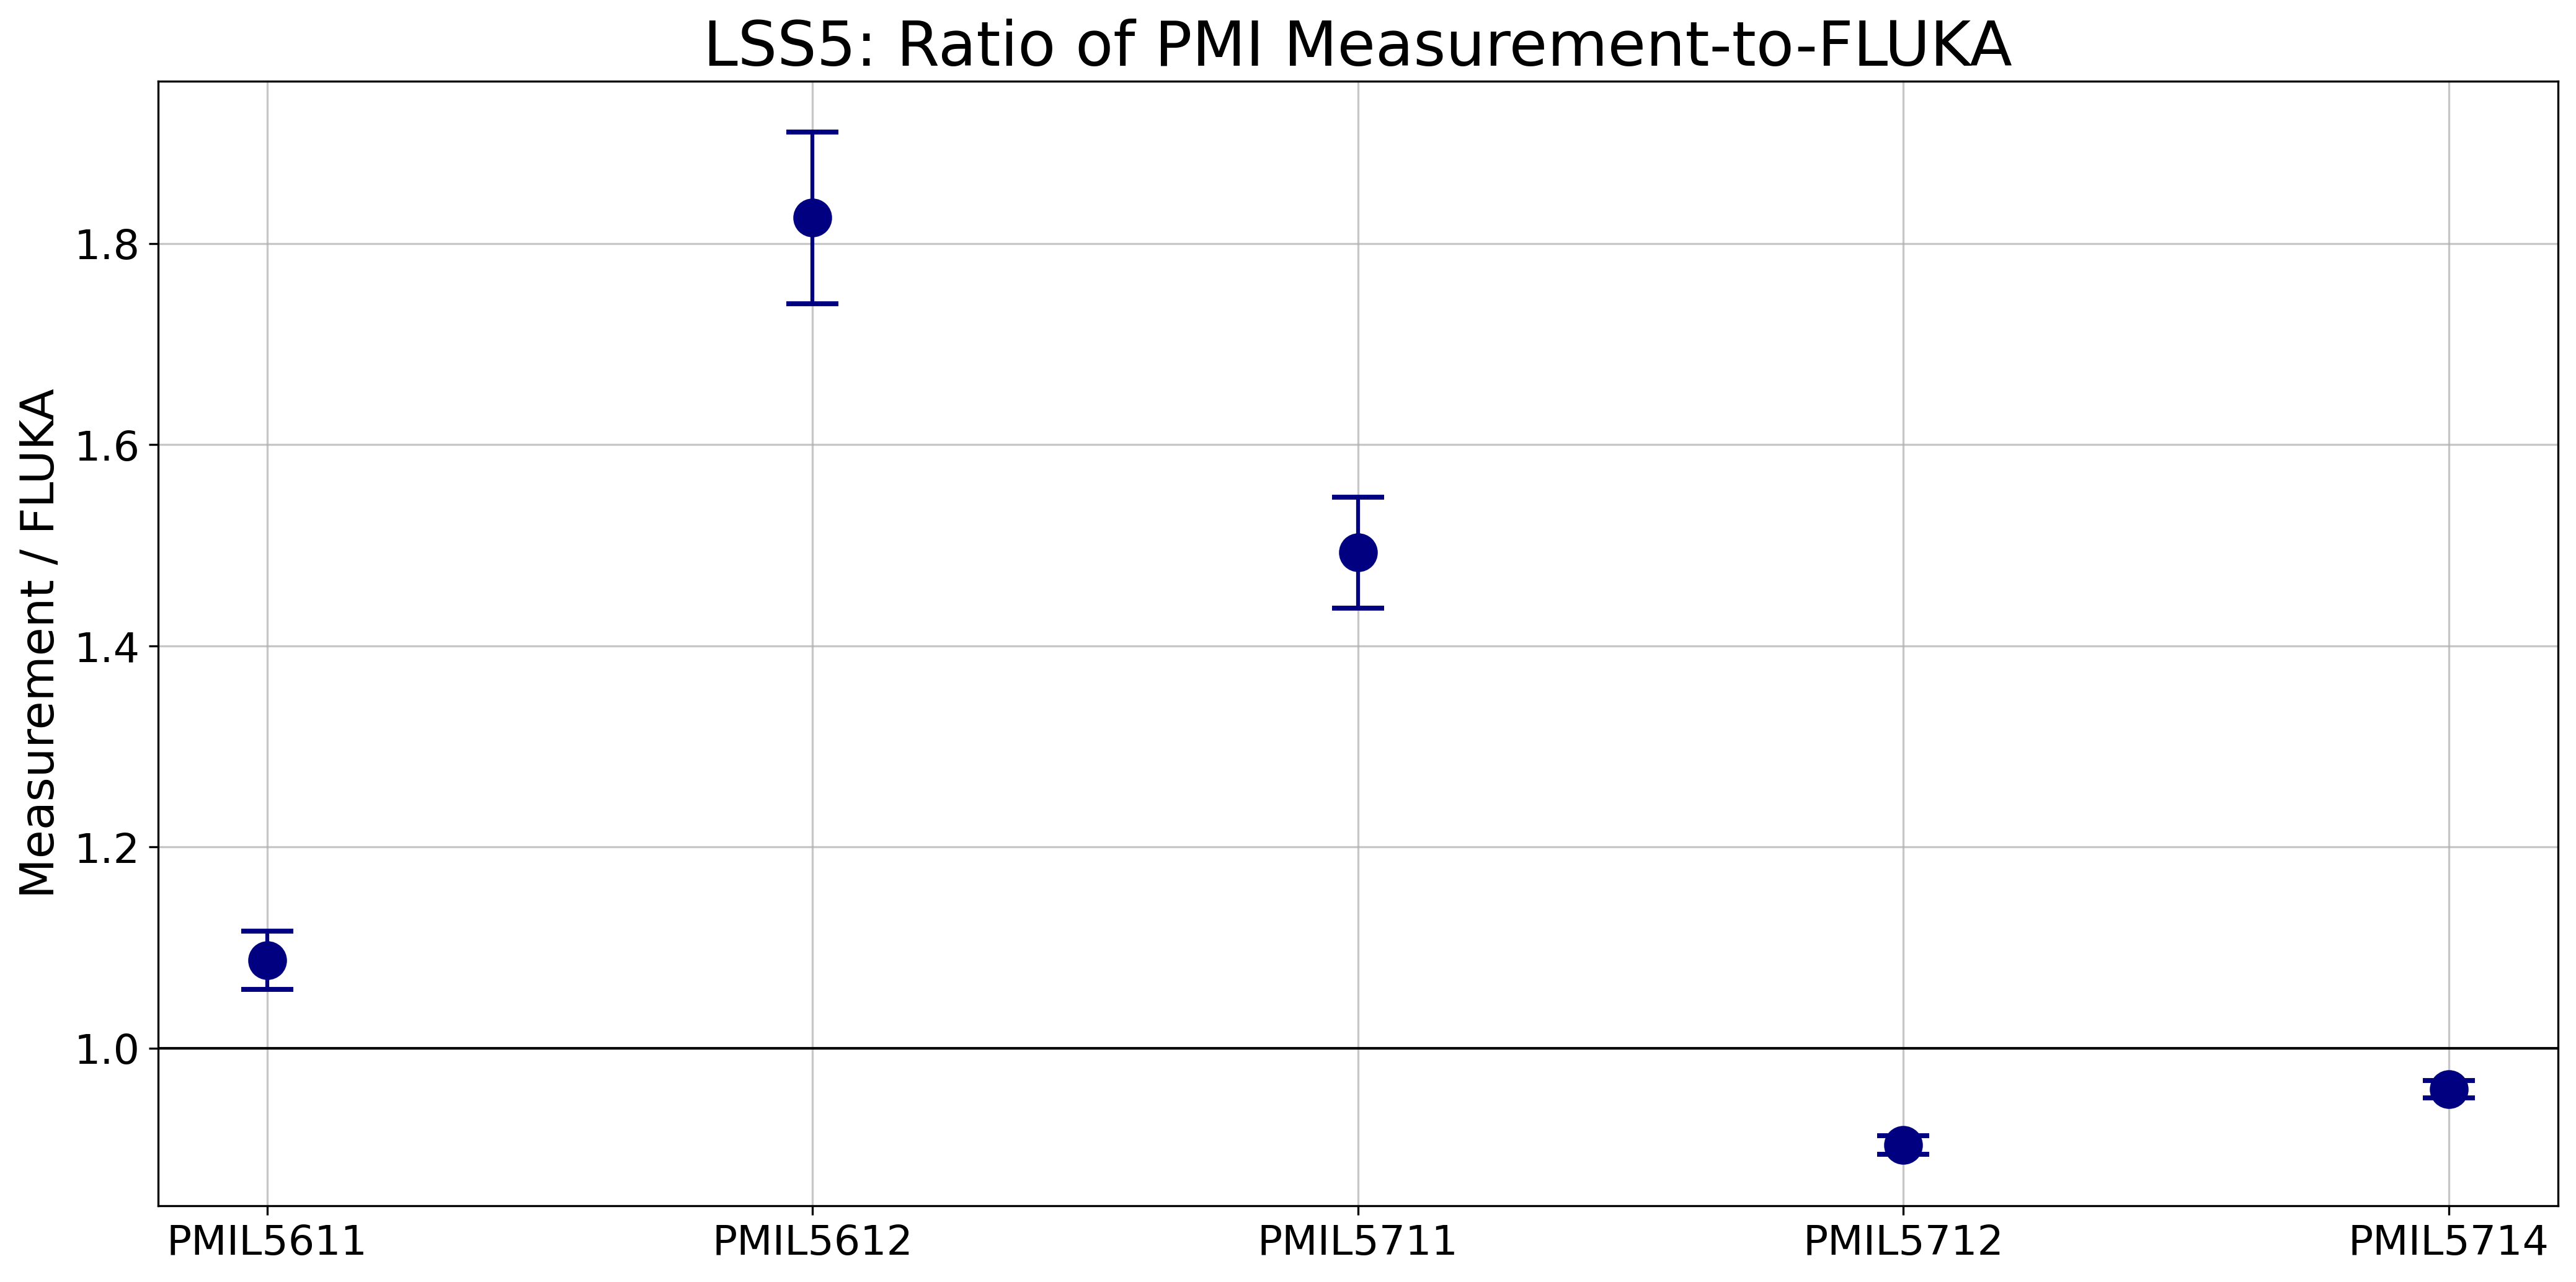 LSS5: Ratio of PMI Measurement-to-FLUKA
Measurement / FLUKA
1.8
1.6
1.4
1.2
1.0
PMIL5611
PMIL5612
PMIL5711
PMIL5712
PMIL5714